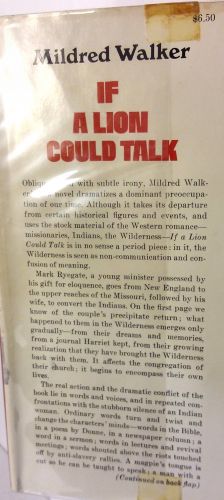 $6.50
Mildred Walker
IF
A LION
COULD TALK
with subtle irony, Mildred Walk-
novel dramatizes a dominant preoccupa-
tion of our time. Although it takes its departure
from certain historical figures and events, and
uses the stock material of the Western romance—
missionaries, Indians, the Wilderness—If a Lion
Could Talk is in no sense a period piece: in it, the
Wilderness is seen as non-communication and con-
fusion of meaning.
Mark Ryegate, a young minister possessed by
his gift for eloquence, goes from New England to
the upper reaches of the Missouri, followed by his
wife, to convert the Indians. On the first page we
know of the couple's precipitate return; what
happened to them in the Wilderness emerges only
gradually—from their dreams and memories,
from a journal Harriet kept, from their growing
realization that they have brought the Wilderness
back with them. It affects the congregation of
their church; it begins to encompass their own
lives.
The real action and the dramatic conflict of the
book lie in words and voices, and in repeated con-
frontations with the stubborn silence of an Indian
woman. Ordinary words turn and twist and
change the characters' minds—words in the Bible,
in a poem by Donne, in a newspaper column; a
word in a sermon; words in lectures and revival
meetings; words shouted above the riots touched
off by anti-slavery rallies. A magpie's tongue is
cut so he can be taught to speak; a man with a
(Continued on back flap)